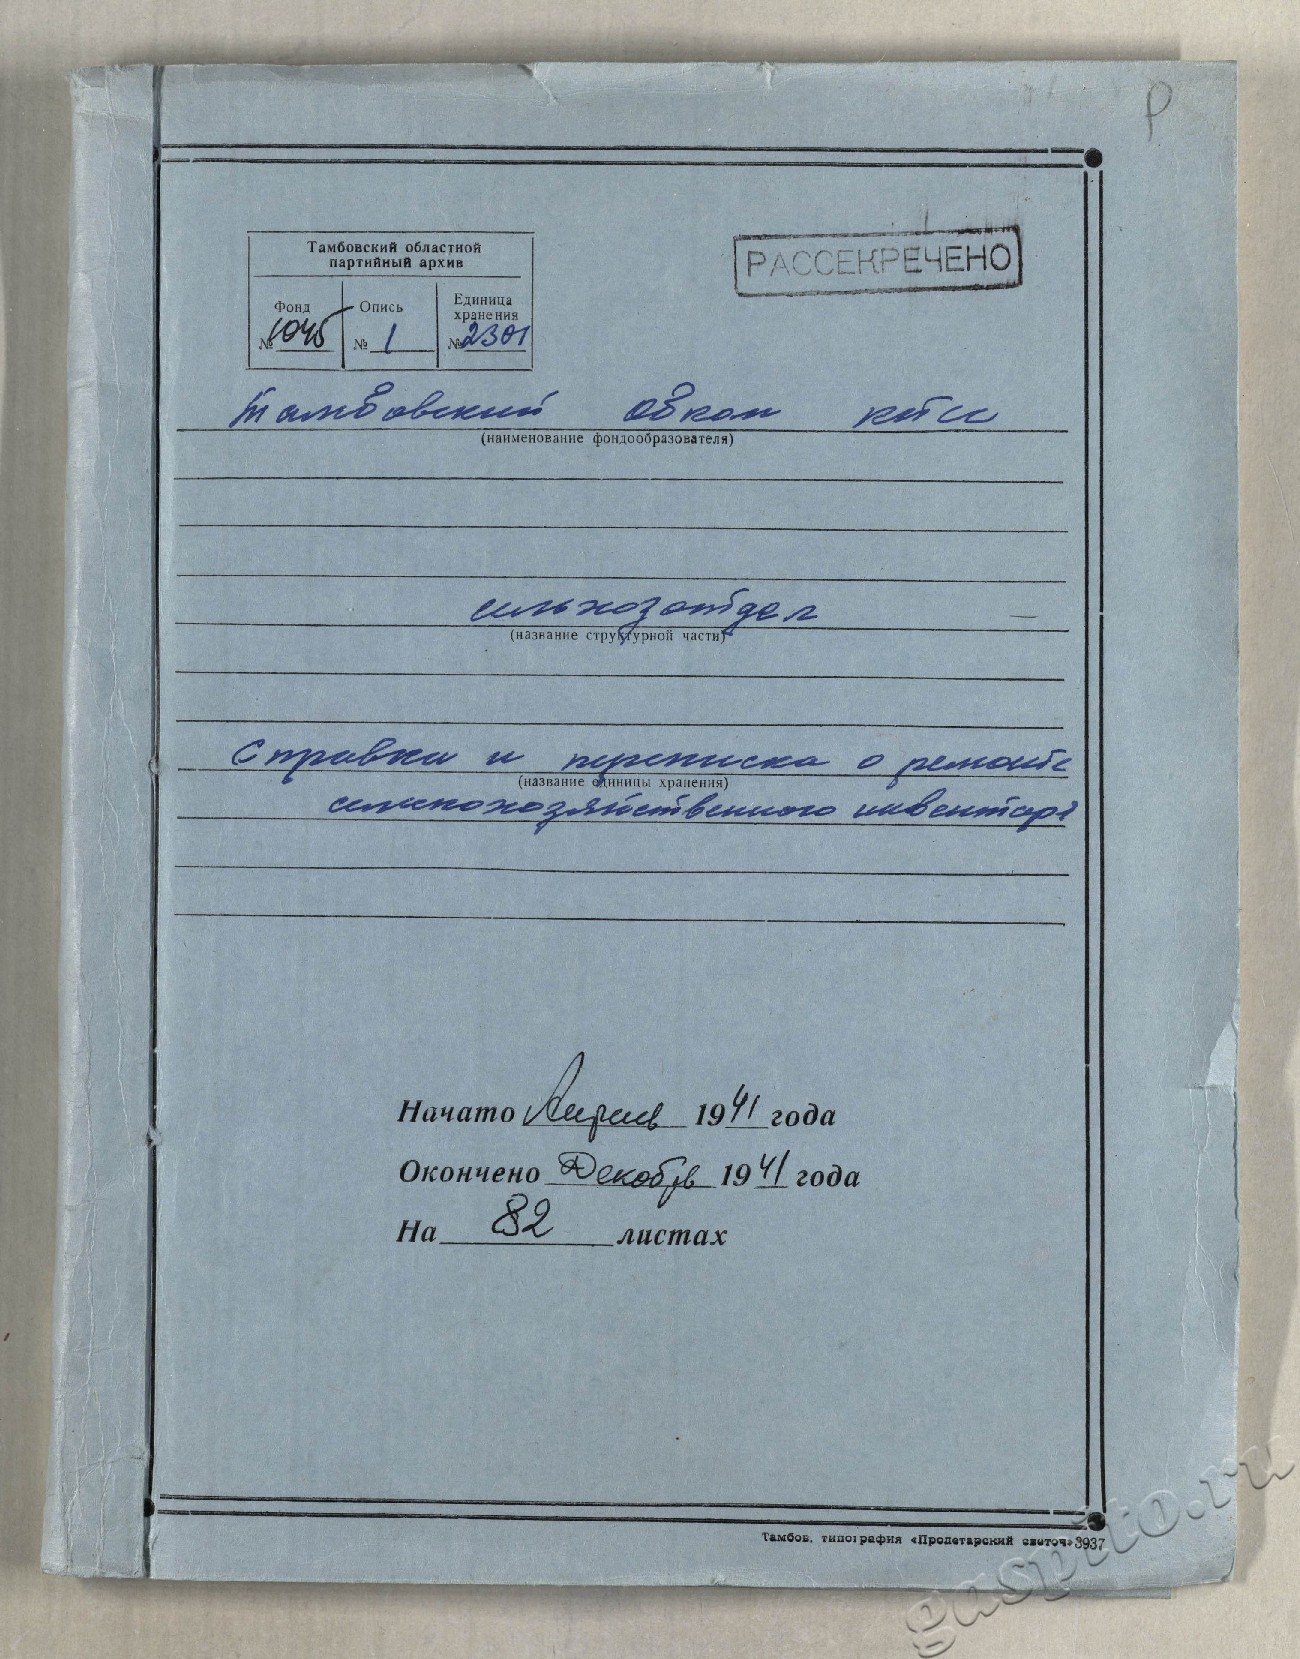 Р
Тамбовский областной
партийный архив
РАССЕКРЕЧЕНО
Фонд Опись Единица
хранения
№ 1045 № 1 № 2301
Тамбовский Обком КПСС
(наименование фондообразователя)
сельхозотдел
(название структурной части)
Справки и переписка о ремонте
(название единицы хранения)
сельскохозяйственного инвентаря
Начато Апрель 1941 года
Окончено Декабрь 1941 года
На 82 листах
Тамбов, типография «Пролетарский светоч» 3937
gaspito.ru